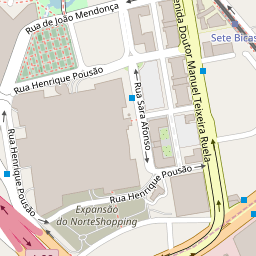 Rua de João Mendonça
Avenida Doutor Manuel Teixeira Ruela
Sete Bicas
Rua Henrique Pousão
Rua Sara Afonso
Rua Henrique Pousão
Rua Henrique Pousão
Expansão
do NorteShopping